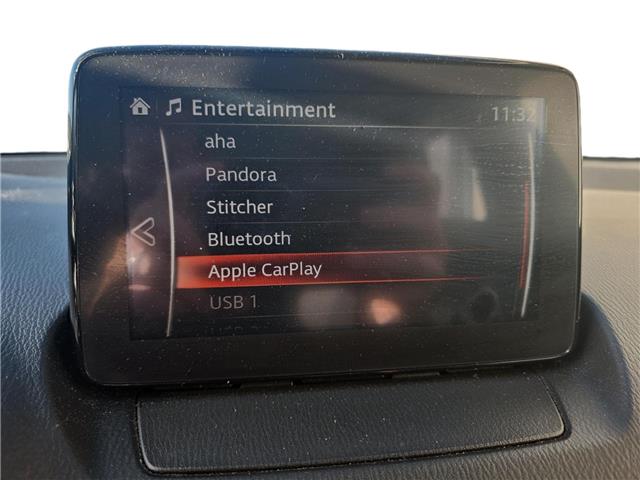 Entertainment 11:32
aha
Pandora
Stitcher
Bluetooth
Apple CarPlay
USB 1